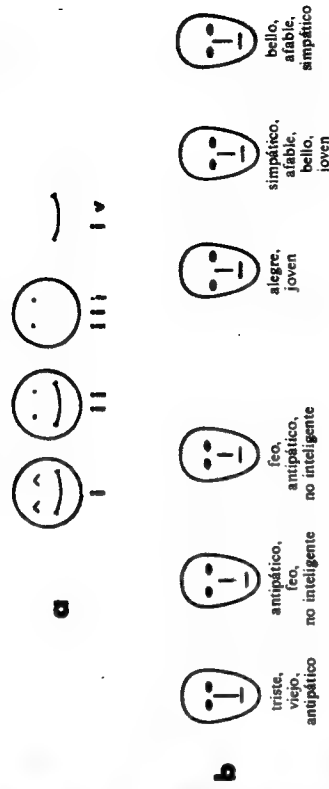 a
i
ii
iii
iv
b
triste,
viejo,
antipático
antipático,
feo,
no inteligente
feo,
antipático,
no inteligente
alegre,
joven
simpático,
afable,
bello,
joven
bello,
afable,
simpático